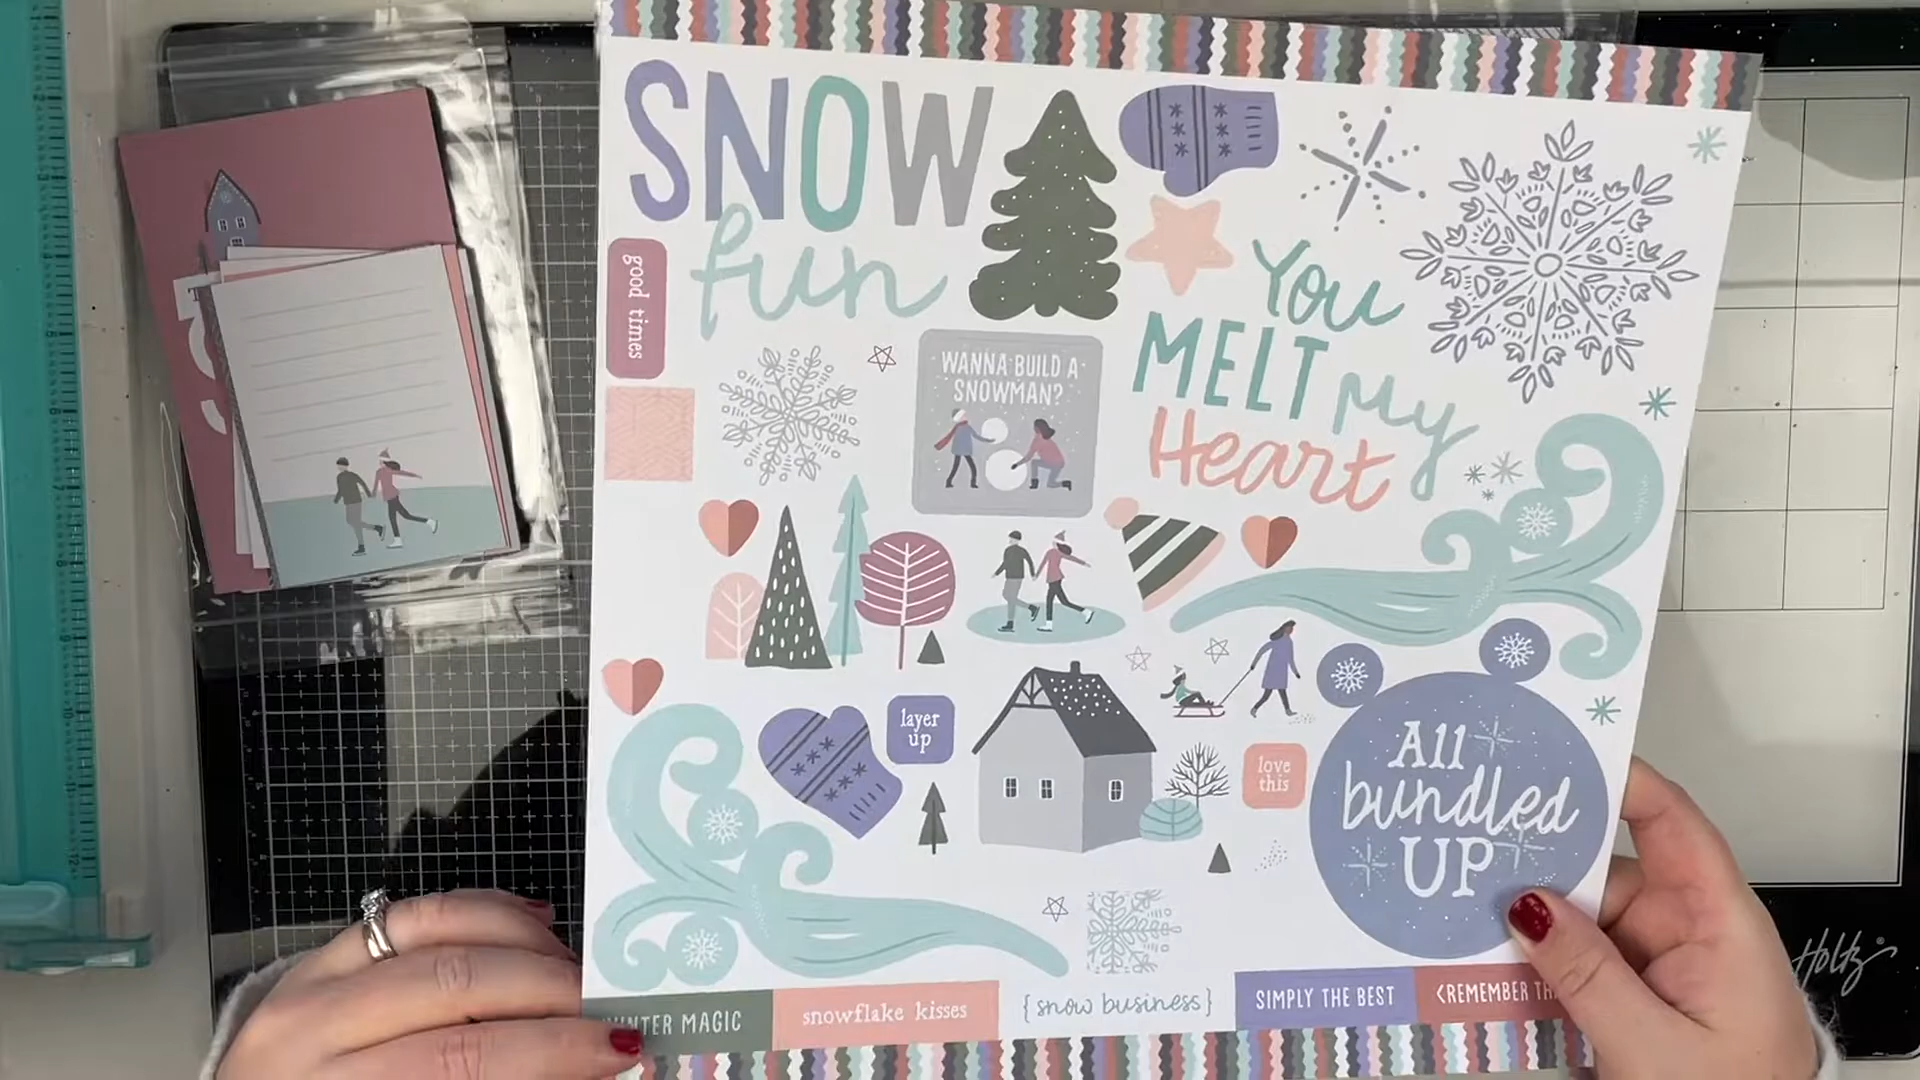 SNOW
fun
good times
You
MELT My
Heart
WANNA BUILD A
SNOWMAN?
layer
up
love
this
All
bundled
UP
WINTER MAGIC
snowflake kisses
{snow business}
SIMPLY THE BEST
<REMEMBER
Holtz